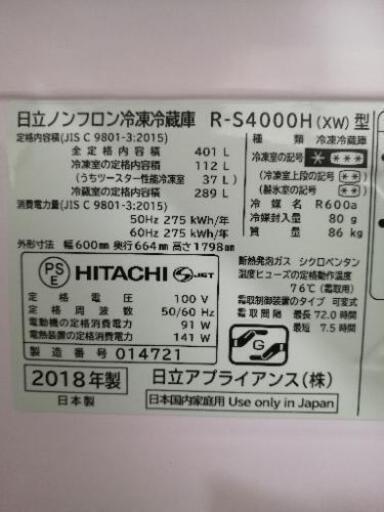 日立ノンフロン冷凍冷蔵庫 R-S4000H(XW)型
定格内容積(JIS C 9801-3:2015)
全定格内容積 401 L
冷凍室の定格内容積 112 L
(うちツースター性能冷凍室 37 L)
冷蔵室の定格内容積 289 L
消費電力量(JIS C 9801-3:2015)
50Hz 275 kWh/年
60Hz 275 kWh/年
外形寸法 幅600mm 奥行664mm 高さ1798mm
種類 冷凍冷蔵庫
冷凍室の記号 * ***
(冷凍室上段の記号 **)
(製氷室の記号 **)
冷媒名 R600a
冷媒封入量 80 g
質量 86 kg
PS
E
HITACHI
JET
定格電圧 100 V
定格周波数 50/60 Hz
電動機の定格消費電力 91 W
電熱装置の定格消費電力 141 W
製造番号 014721
断熱発泡ガス シクロペンタン
温度ヒューズの定格動作温度
76℃(霜取用)
霜取制御装置のタイプ 可変式
霜取間隔 最長 72.0 時間
最短 7.5 時間
G
2018年製
日本製
日立アプライアンス(株)
日本国内家庭用 Use only in Japan